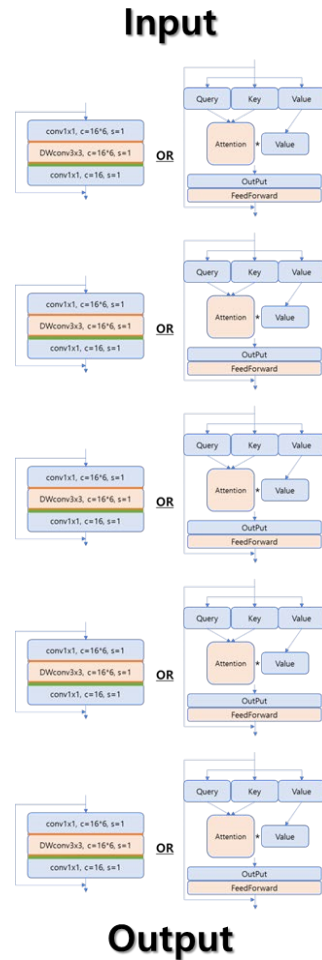 Input
Query Key Value
conv1x1, c=16*6, s=1
DWconv3x3, c=16*6, s=1
conv1x1, c=16, s=1
OR
Attention * Value
OutPut
FeedForward
Query Key Value
conv1x1, c=16*6, s=1
DWconv3x3, c=16*6, s=1
conv1x1, c=16, s=1
OR
Attention * Value
OutPut
FeedForward
Query Key Value
conv1x1, c=16*6, s=1
DWconv3x3, c=16*6, s=1
conv1x1, c=16, s=1
OR
Attention * Value
OutPut
FeedForward
Query Key Value
conv1x1, c=16*6, s=1
DWconv3x3, c=16*6, s=1
conv1x1, c=16, s=1
OR
Attention * Value
OutPut
FeedForward
Query Key Value
conv1x1, c=16*6, s=1
DWconv3x3, c=16*6, s=1
conv1x1, c=16, s=1
OR
Attention * Value
OutPut
FeedForward
Output